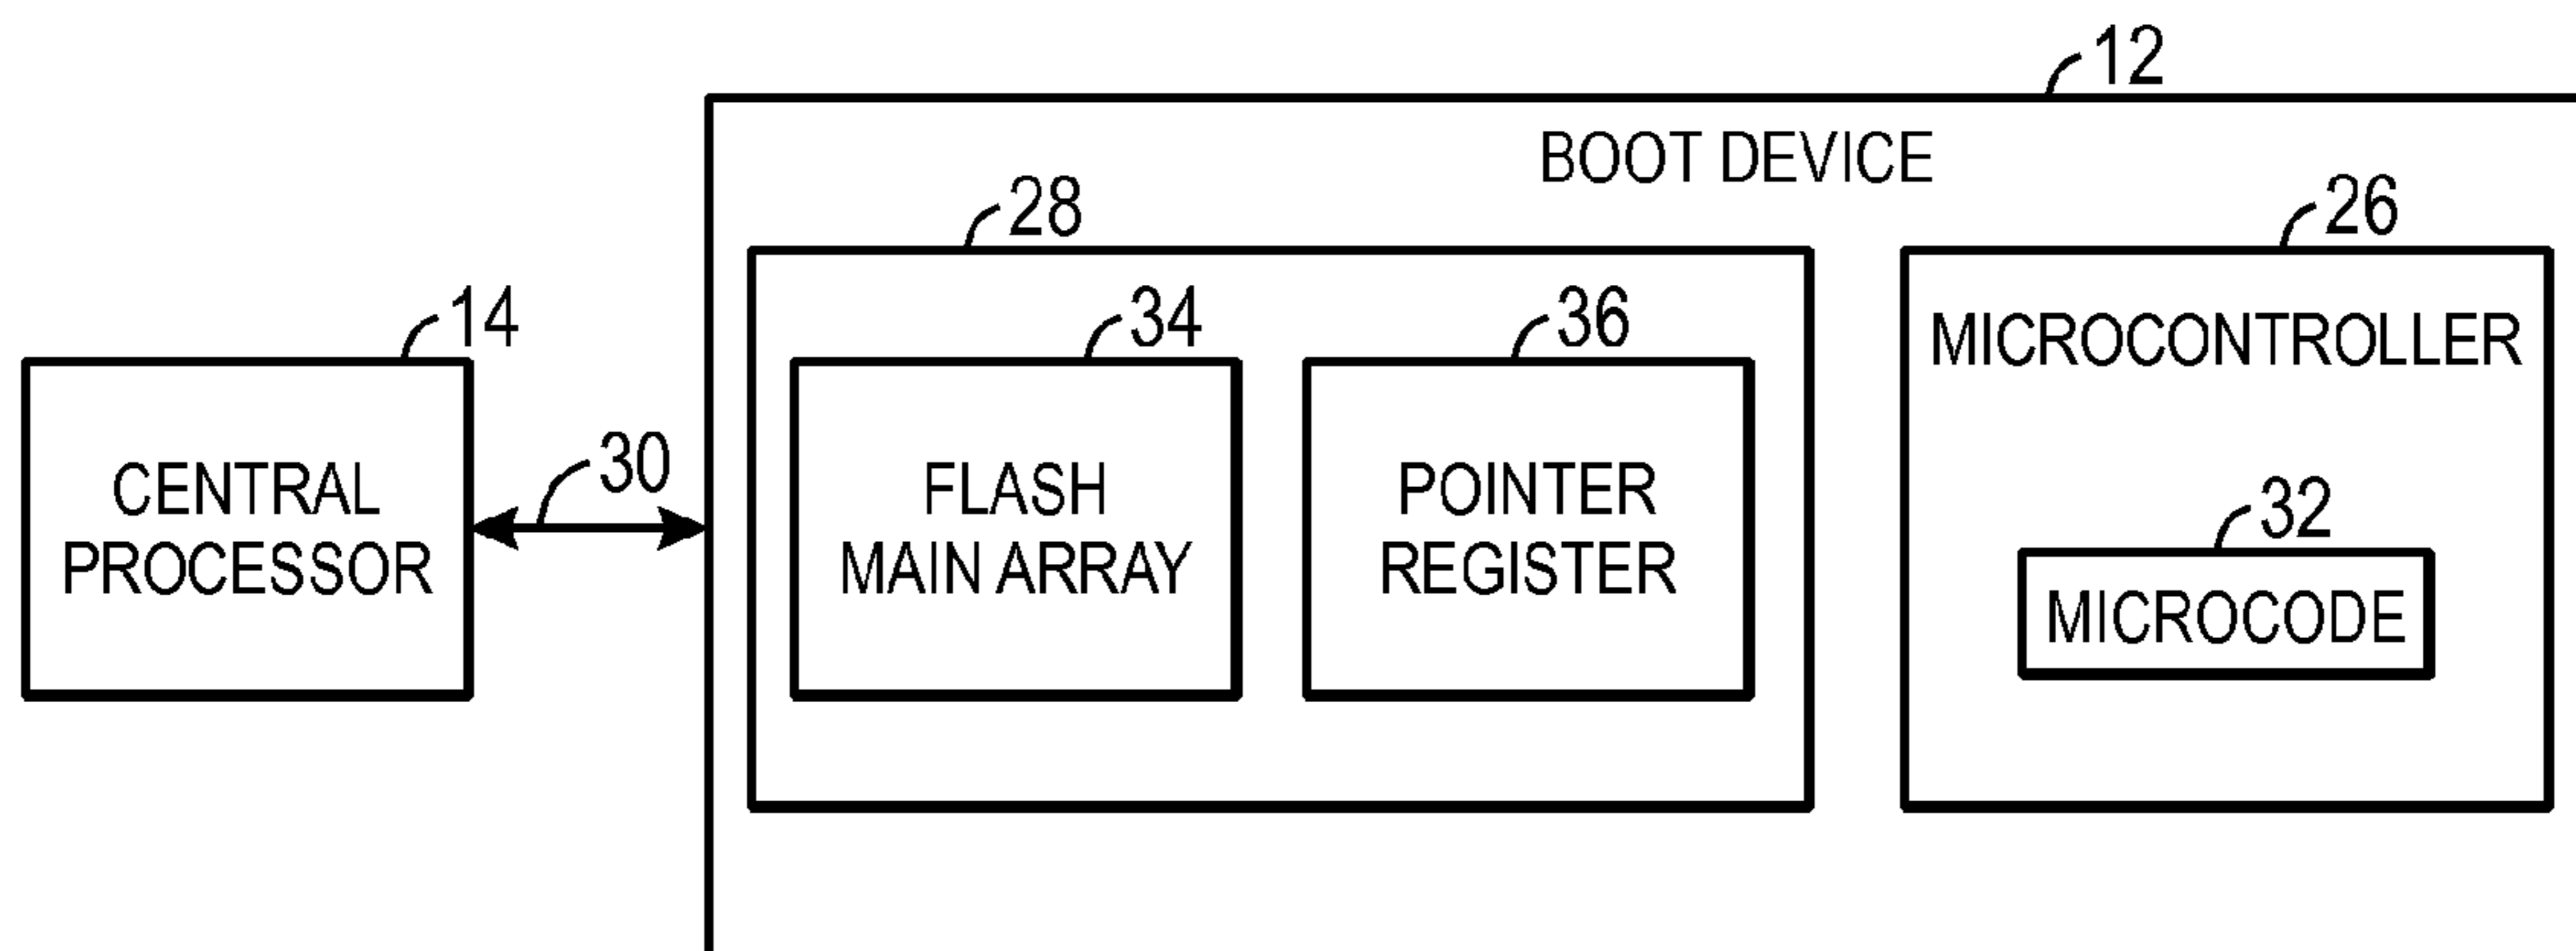 12
BOOT DEVICE
28
26
14
34
36
MICROCONTROLLER
30
CENTRAL
PROCESSOR
FLASH
MAIN ARRAY
POINTER
REGISTER
32
MICROCODE